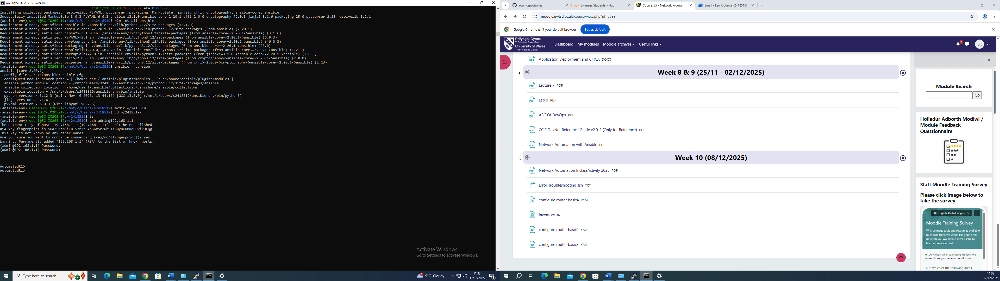 user1@SC-IQ205-17: ~/2418519
118.1/118.1 kB 26.6 MB/s eta 0:00:00
Installing collected packages: resolvelib, PyYAML, pycparser, packaging, MarkupSafe, jinja2, cffi, cryptography, ansible-core, ansible
Successfully installed MarkupSafe-3.0.3 PyYAML-6.0.3 ansible-13.1.0 ansible-core-2.20.1 cffi-2.0.0 cryptography-46.0.3 jinja2-3.1.6 packaging-25.0 pycparser-2.23 resolvelib-1.2.1
(ansible-env) user1@SC-IQ205-17:/mnt/c/Users/s2418519$ pip install ansible
Requirement already satisfied: ansible in ./ansible-env/lib/python3.12/site-packages (13.1.0)
Requirement already satisfied: ansible-core~=2.20.1 in ./ansible-env/lib/python3.12/site-packages (from ansible) (2.20.1)
Requirement already satisfied: jinja2>=3.1.0 in ./ansible-env/lib/python3.12/site-packages (from ansible-core~=2.20.1->ansible) (3.1.6)
Requirement already satisfied: PyYAML>=5.1 in ./ansible-env/lib/python3.12/site-packages (from ansible-core~=2.20.1->ansible) (6.0.3)
Requirement already satisfied: cryptography in ./ansible-env/lib/python3.12/site-packages (from ansible-core~=2.20.1->ansible) (46.0.3)
Requirement already satisfied: packaging in ./ansible-env/lib/python3.12/site-packages (from ansible-core~=2.20.1->ansible) (25.0)
Requirement already satisfied: resolvelib<2.0.0,>=0.8.0 in ./ansible-env/lib/python3.12/site-packages (from ansible-core~=2.20.1->ansible) (1.2.1)
Requirement already satisfied: MarkupSafe>=2.0 in ./ansible-env/lib/python3.12/site-packages (from jinja2>=3.1.0->ansible-core~=2.20.1->ansible) (3.0.3)
Requirement already satisfied: cffi>=2.0.0 in ./ansible-env/lib/python3.12/site-packages (from cryptography->ansible-core~=2.20.1->ansible) (2.0.0)
Requirement already satisfied: pycparser in ./ansible-env/lib/python3.12/site-packages (from cffi>=2.0.0->cryptography->ansible-core~=2.20.1->ansible) (2.23)
(ansible-env) user1@SC-IQ205-17:/mnt/c/Users/s2418519$ ansible --version
ansible [core 2.20.1]
config file = /etc/ansible/ansible.cfg
configured module search path = ['/home/user1/.ansible/plugins/modules', '/usr/share/ansible/plugins/modules']
ansible python module location = /mnt/c/Users/s2418519/ansible-env/lib/python3.12/site-packages/ansible
ansible collection location = /home/user1/.ansible/collections:/usr/share/ansible/collections
executable location = /mnt/c/Users/s2418519/ansible-env/bin/ansible
python version = 3.12.3 (main, Nov 6 2025, 13:44:16) [GCC 13.3.0] (/mnt/c/Users/s2418519/ansible-env/bin/python3)
jinja version = 3.1.6
pyyaml version = 6.0.3 (with libyaml v0.2.5)
(ansible-env) user1@SC-IQ205-17:/mnt/c/Users/s2418519$ mkdir ~/2418519
(ansible-env) user1@SC-IQ205-17:/mnt/c/Users/s2418519$ cd ~/2418519/
(ansible-env) user1@SC-IQ205-17:~/2418519$ ls
(ansible-env) user1@SC-IQ205-17:~/2418519$ ssh admin@192.168.1.1
The authenticity of host '192.168.1.1 (192.168.1.1)' can't be established.
RSA key fingerprint is SHA256:NLiIBI57r7zCAsG6xSrZWb9TzSWyBK6BKoP0wikDLQg.
This key is not known by any other names.
Are you sure you want to continue connecting (yes/no/[fingerprint])? yes
Warning: Permanently added '192.168.1.1' (RSA) to the list of known hosts.
(admin@192.168.1.1) Password:
(admin@192.168.1.1) Password:
AutomatedR1>
AutomatedR1>
Activate Windows
Go to Settings to activate Windows.
Type here to search
9°C Cloudy
11:33
17/12/2025
3
Your Repositories
Swansea Students » Hub
Course: L5 - Network Programm
Email - Leo Richards (2418519)
moodle.uwtsd.ac.uk/course/view.php?id=8699
Google Chrome isn't your default browser
Set as default
Prifysgol Cymru
Y Drindod Dewi Sant
University of Wales
Trinity Saint David
Dashboard My modules Moodle archives Useful links
2
LR
Application Deployment and CI ICA DOCX
9
Week 8 & 9 (25/11 - 02/12/2025)
Lecture 7 PDF
Lab 9 PDF
ABC Of DevOps PDF
CCIE DevNet Reference Guide v2.0-3 (Only for Reference) PDF
Network Automation with Ansible PDF
10
Week 10 (08/12/2025)
Network Automation InclassActivity 2025 PDF
Error Troubleshooting ssh TXT
configure router basic4 YAML
inventory INI
configure router basic2 YML
configure router basic3 YML
Module Search
Go
Holiadur Adborth Modiwl /
Module Feedback
Questionnaire
Staff Moodle Training Survey
Please click image below to
take the survey.
English (United Kingdo...
Moodle Training Survey
With so many tools and resources available
to choose from, we would like you to tell
us which you would find most useful to
learn more about first
Hi, Dominique. When you submit this form, the
owner will see your name and email address.
1. In which of the following areas
11:33
17/12/2025